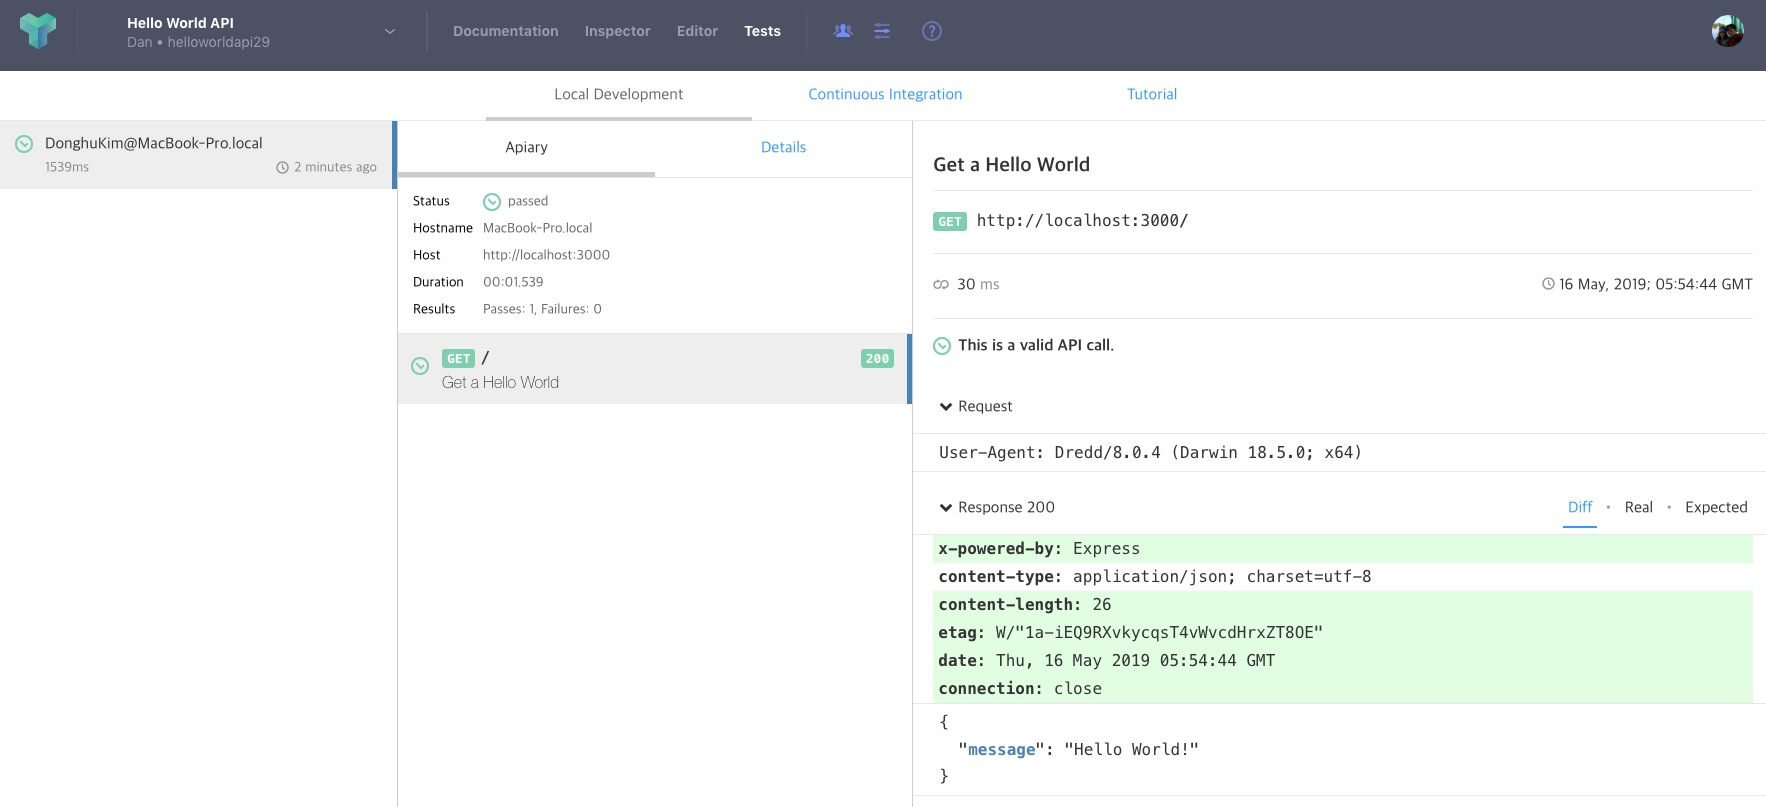 Hello World API
Dan • helloworldapi29
Documentation Inspector Editor Tests
Local Development Continuous Integration Tutorial
DonghuKim@MacBook-Pro.local
1539ms 2 minutes ago
Apiary Details
Status passed
Hostname MacBook-Pro.local
Host http://localhost:3000
Duration 00:01.539
Results Passes: 1, Failures: 0
GET / 200
Get a Hello World
Get a Hello World
GET http://localhost:3000/
30 ms 16 May, 2019; 05:54:44 GMT
This is a valid API call.
Request
User-Agent: Dredd/8.0.4 (Darwin 18.5.0; x64)
Response 200 Diff • Real • Expected
x-powered-by: Express
content-type: application/json; charset=utf-8
content-length: 26
etag: W/"1a-iEQ9RXvkycqsT4vWvcdHrxZT8OE"
date: Thu, 16 May 2019 05:54:44 GMT
connection: close
{
"message": "Hello World!"
}